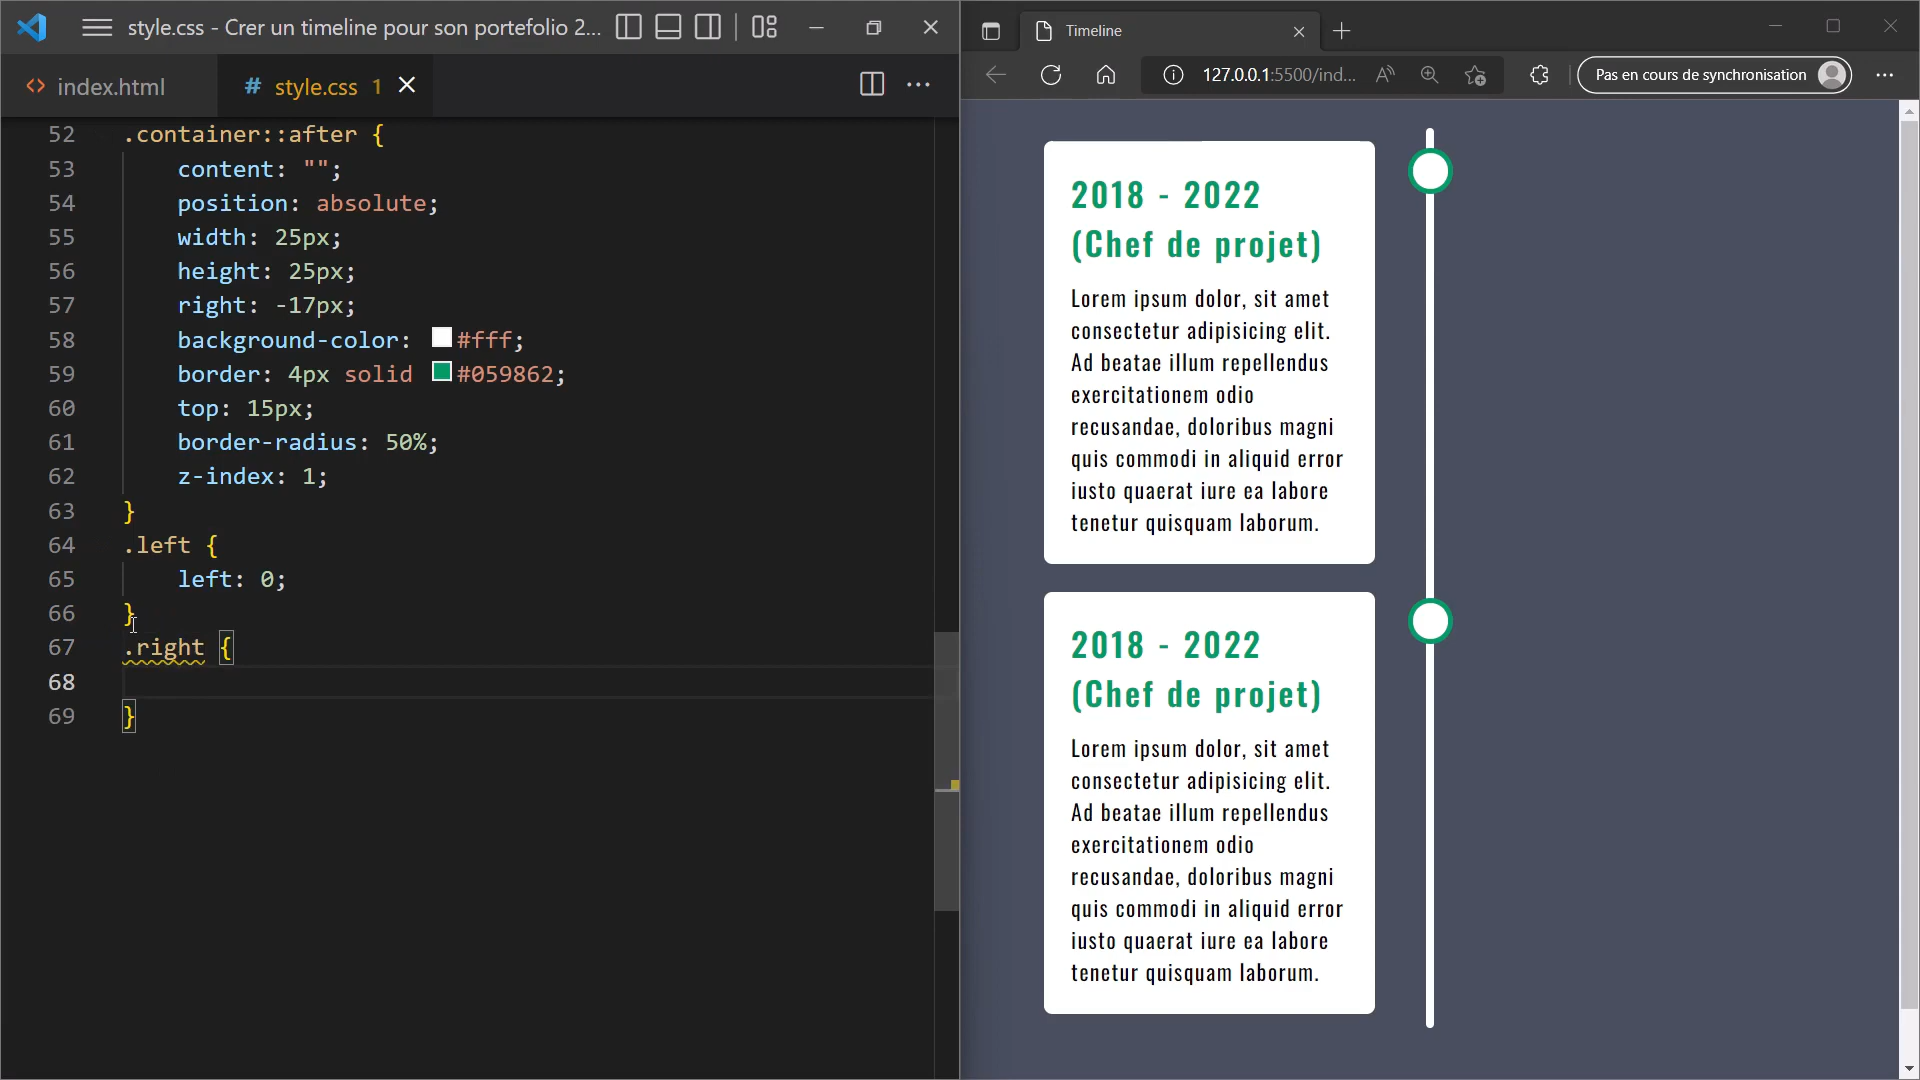 style.css - Crer un timeline pour son portefolio 2...
index.html
# style.css 1
52 .container::after {
53 content: "";
54 position: absolute;
55 width: 25px;
56 height: 25px;
57 right: -17px;
58 background-color: #fff;
59 border: 4px solid #059862;
60 top: 15px;
61 border-radius: 50%;
62 z-index: 1;
63 }
64 .left {
65 left: 0;
66 }
67 .right {
68
69 }
Timeline
127.0.0.1:5500/ind...
Pas en cours de synchronisation
2018 - 2022
(Chef de projet)
Lorem ipsum dolor, sit amet
consectetur adipisicing elit.
Ad beatae illum repellendus
exercitationem odio
recusandae, doloribus magni
quis commodi in aliquid error
iusto quaerat iure ea labore
tenetur quisquam laborum.
2018 - 2022
(Chef de projet)
Lorem ipsum dolor, sit amet
consectetur adipisicing elit.
Ad beatae illum repellendus
exercitationem odio
recusandae, doloribus magni
quis commodi in aliquid error
iusto quaerat iure ea labore
tenetur quisquam laborum.